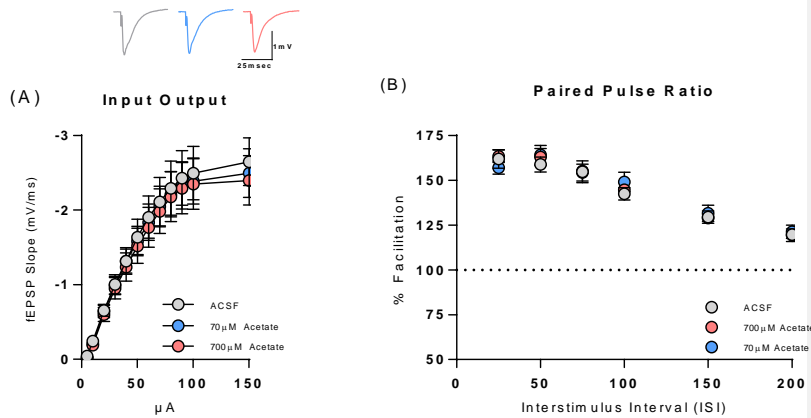 1mV
25msec
(A)
Input Output
-3
-2
-1
0
fEPSP Slope (mV/ms)
0 50 100 150
µA
ACSF
70µM Acetate
700µM Acetate
(B)
Paired Pulse Ratio
175
150
125
100
75
50
% Facilitation
0 50 100 150 200
Interstimulus Interval (ISI)
ACSF
700µM Acetate
70µM Acetate